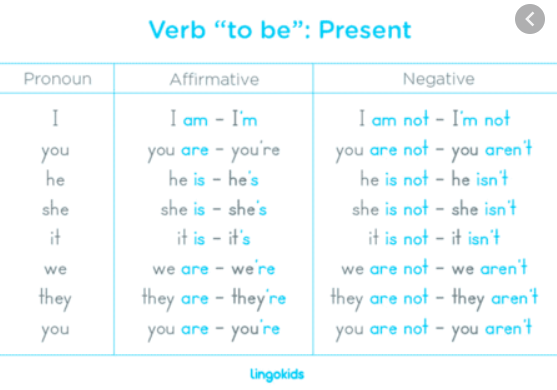 Verb “to be”: Present
Pronoun Affirmative Negative
I I am - I'm I am not - I'm not
you you are - you're you are not - you aren't
he he is - he's he is not - he isn't
she she is - she's she is not - she isn't
it it is - it's it is not - it isn't
we we are - we're we are not - we aren't
they they are - they're they are not - they aren't
you you are - you're you are not - you aren't
lingokids